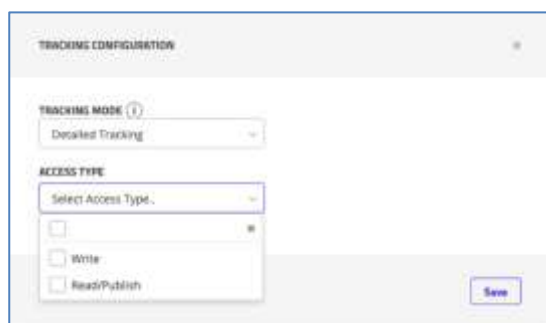 TRACKING CONFIGURATION
TRACKING MODE
Detailed Tracking
ACCESS TYPE
Select Access Type..
Write
Read/Publish
Save